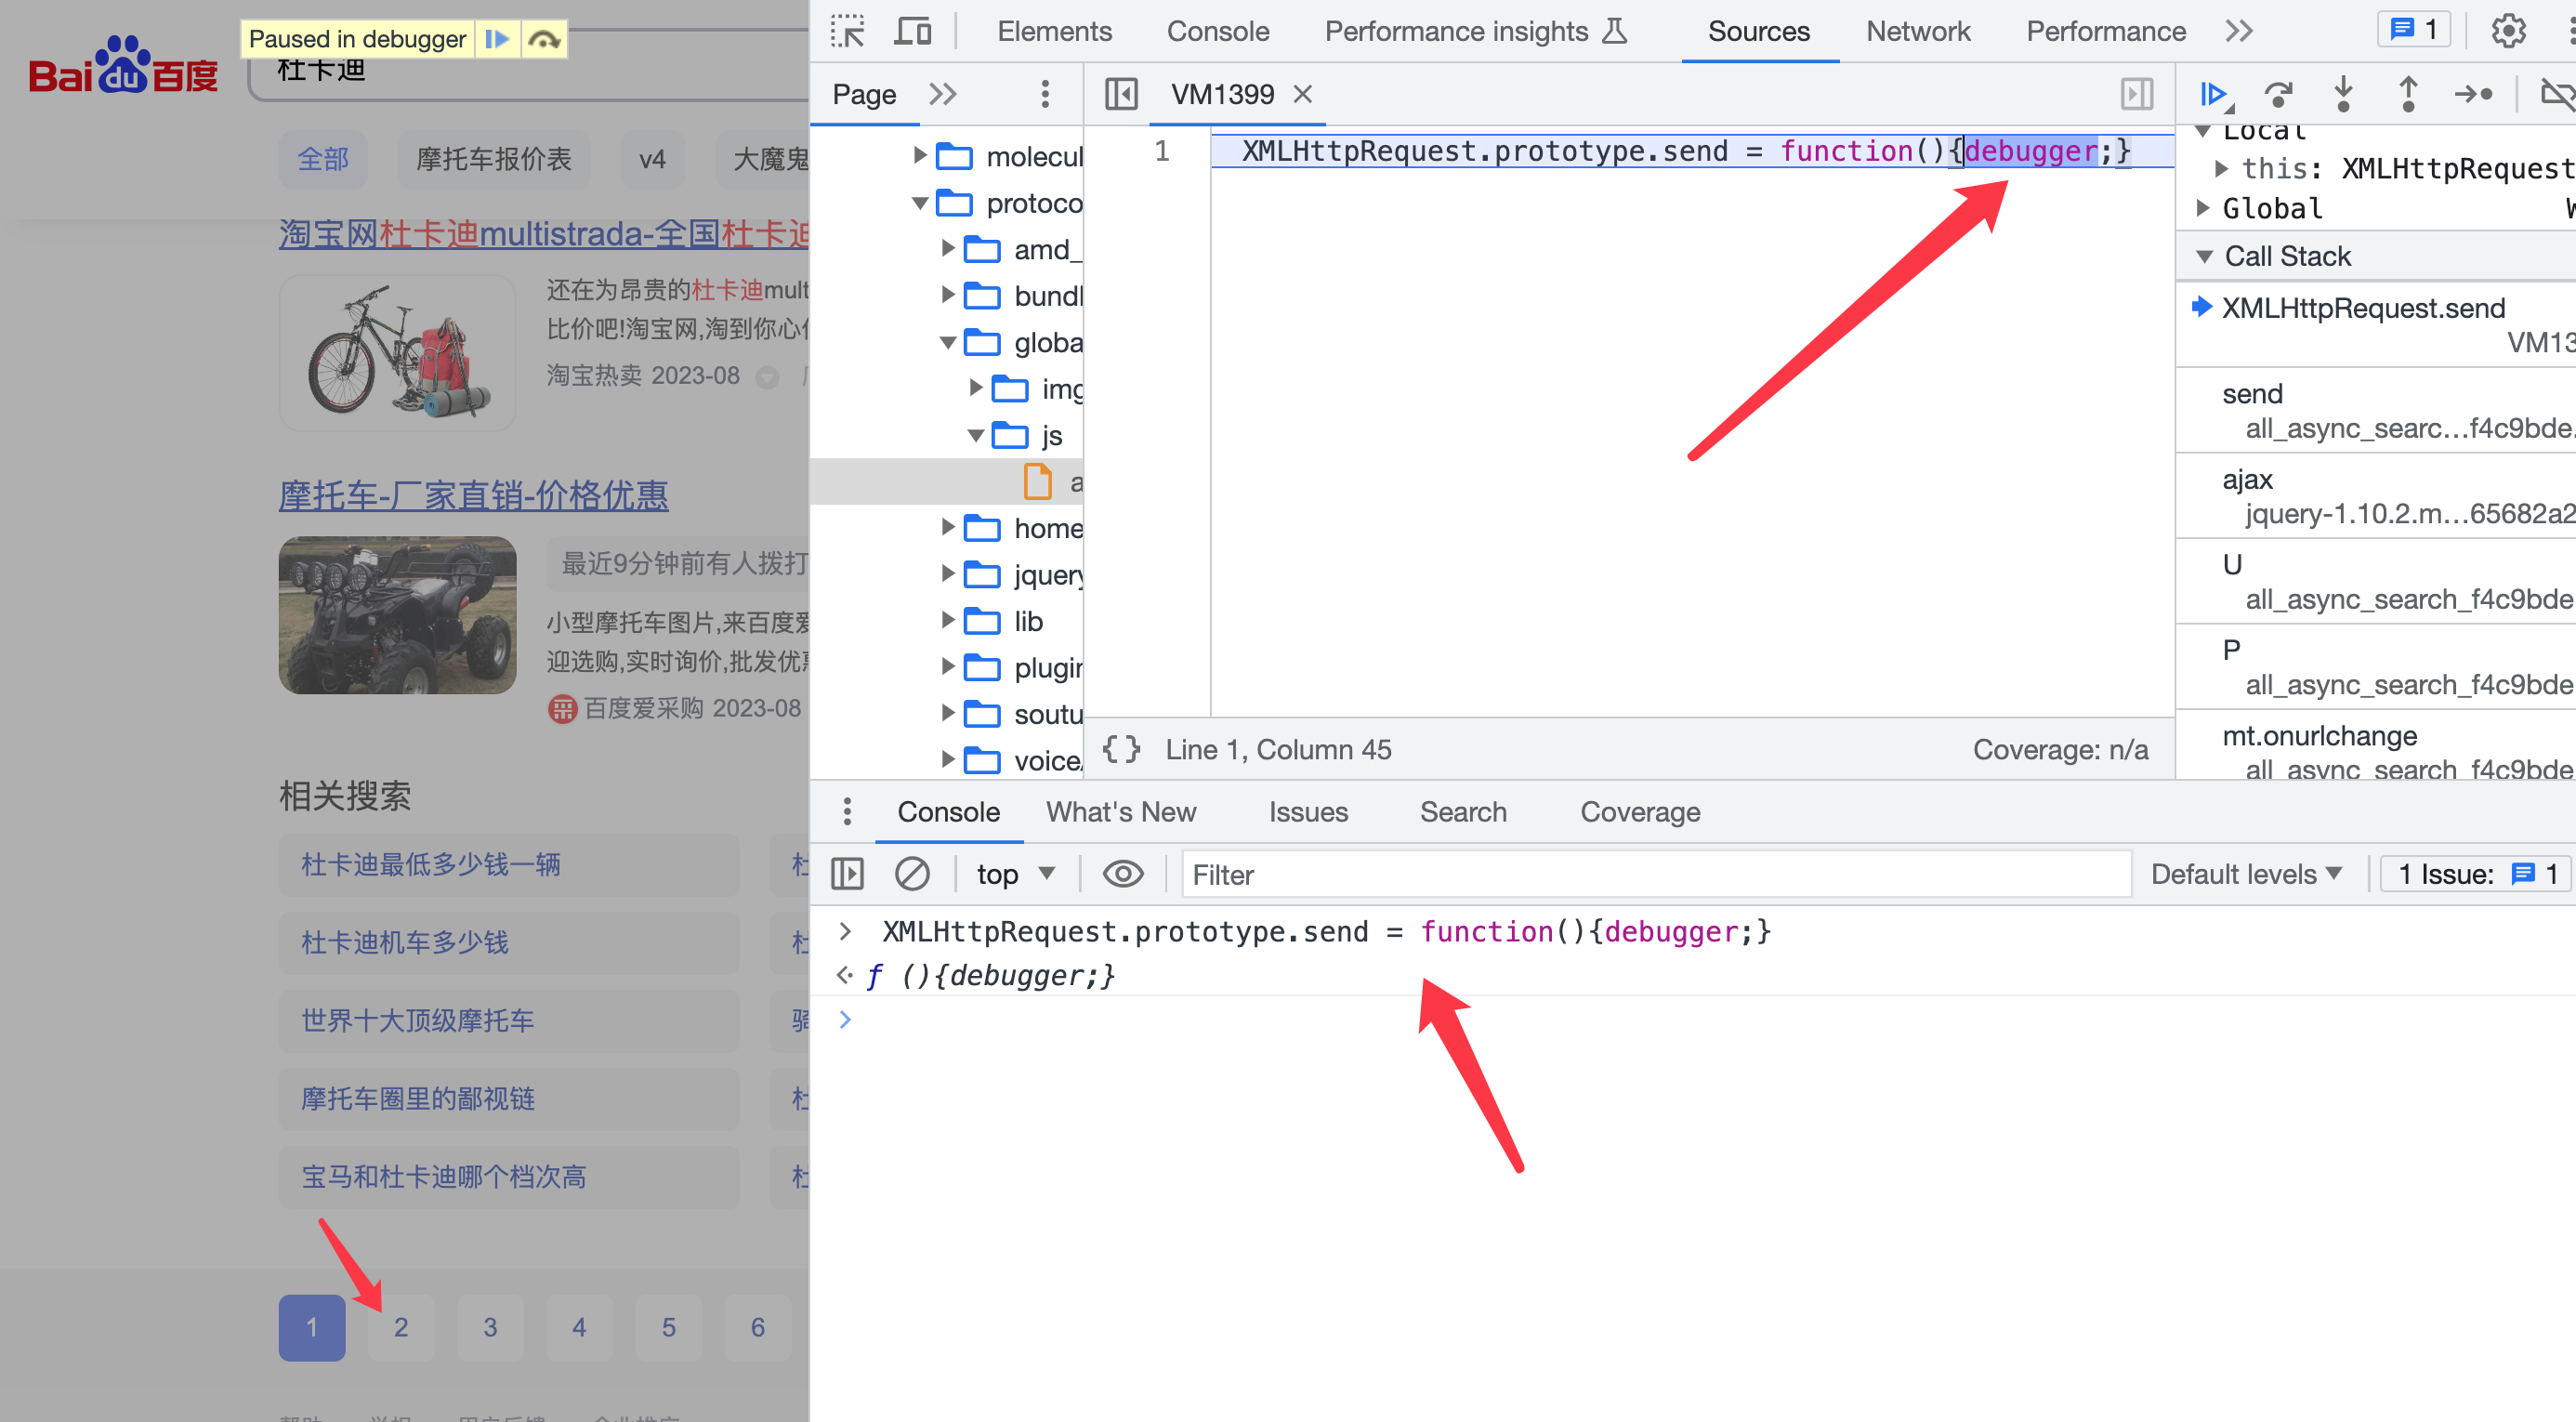 Paused in debugger
Bai du 百度
杜卡迪
全部
摩托车报价表
v4
大魔鬼
淘宝网杜卡迪multistrada-全国杜卡迪
还在为昂贵的杜卡迪mult
比价吧!淘宝网,淘到你心
淘宝热卖 2023-08
摩托车-厂家直销-价格优惠
最近9分钟前有人拨打
小型摩托车图片,来百度爱
迎选购,实时询价,批发优
百度爱采购 2023-08
相关搜索
杜卡迪最低多少钱一辆
杜卡迪机车多少钱
世界十大顶级摩托车
摩托车圈里的鄙视链
宝马和杜卡迪哪个档次高
1 2 3 4 5 6
Elements Console Performance insights Sources Network Performance 1
Page
VM1399
molecul
protoco
amd_
bundl
globa
img
js
a
home
jquery
lib
plugin
soutu
voice
1 XMLHttpRequest.prototype.send = function(){debugger;}
{} Line 1, Column 45 Coverage: n/a
Local
this: XMLHttpRequest
Global
Call Stack
XMLHttpRequest.send
VM13
send
all_async_searc…f4c9bde.
ajax
jquery-1.10.2.m…65682a2
U
all_async_search_f4c9bde
P
all_async_search_f4c9bde
mt.onurlchange
all_async_search_f4c9bde
Console What's New Issues Search Coverage
top Filter Default levels 1 Issue: 1
XMLHttpRequest.prototype.send = function(){debugger;}
ƒ (){debugger;}